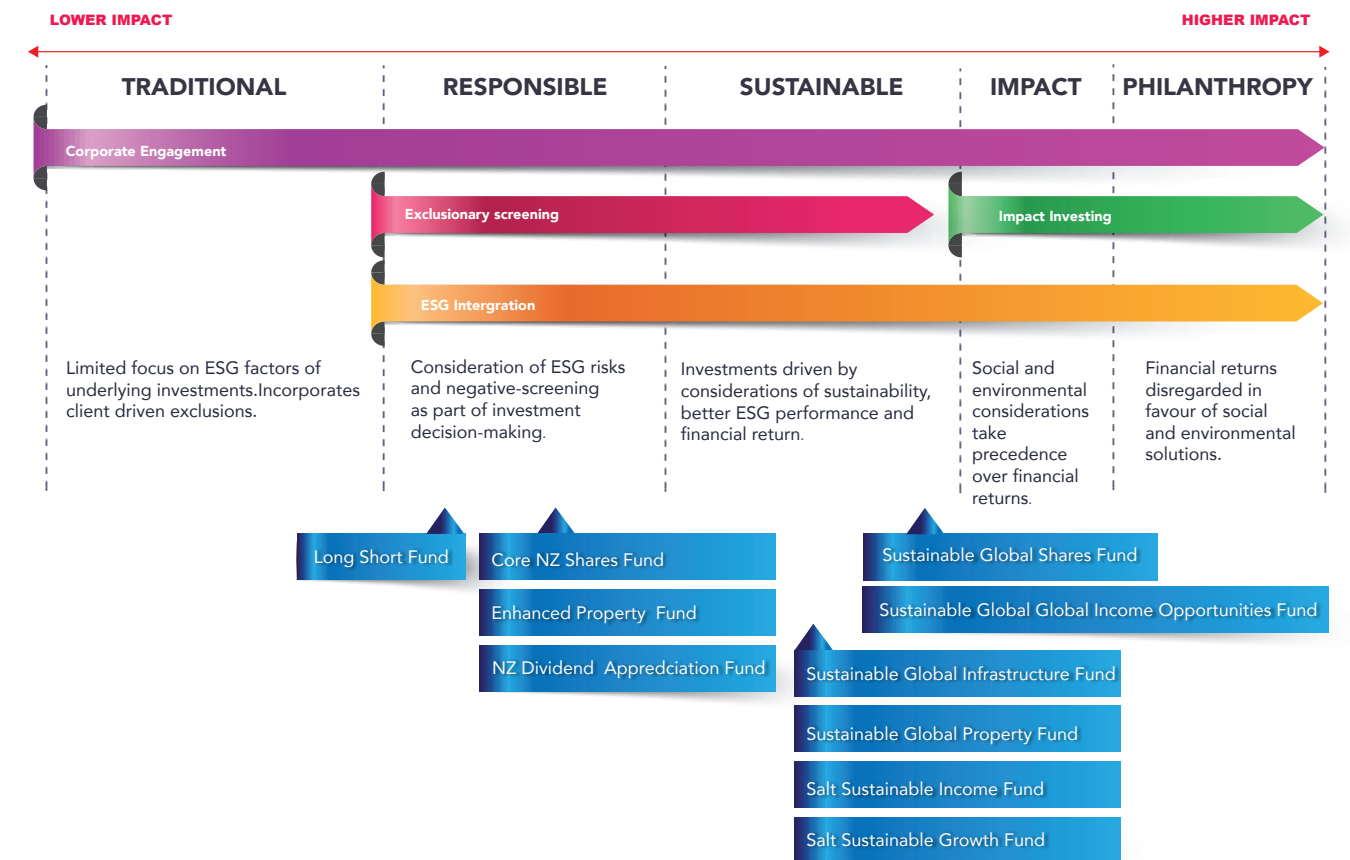 LOWER IMPACT
HIGHER IMPACT
TRADITIONAL
RESPONSIBLE
SUSTAINABLE
IMPACT
PHILANTHROPY
Corporate Engagement
Exclusionary screening
Impact Investing
ESG Intergration
Limited focus on ESG factors of
underlying investments.Incorporates
client driven exclusions.
Consideration of ESG risks
and negative-screening
as part of investment
decision-making.
Investments driven by
considerations of sustainability,
better ESG performance and
financial return.
Social and
environmental
considerations
take
precedence
over financial
returns.
Financial returns
disregarded in
favour of social
and environmental
solutions.
Long Short Fund
Core NZ Shares Fund
Enhanced Property Fund
NZ Dividend Appredciation Fund
Sustainable Global Shares Fund
Sustainable Global Global Income Opportunities Fund
Sustainable Global Infrastructure Fund
Sustainable Global Property Fund
Salt Sustainable Income Fund
Salt Sustainable Growth Fund